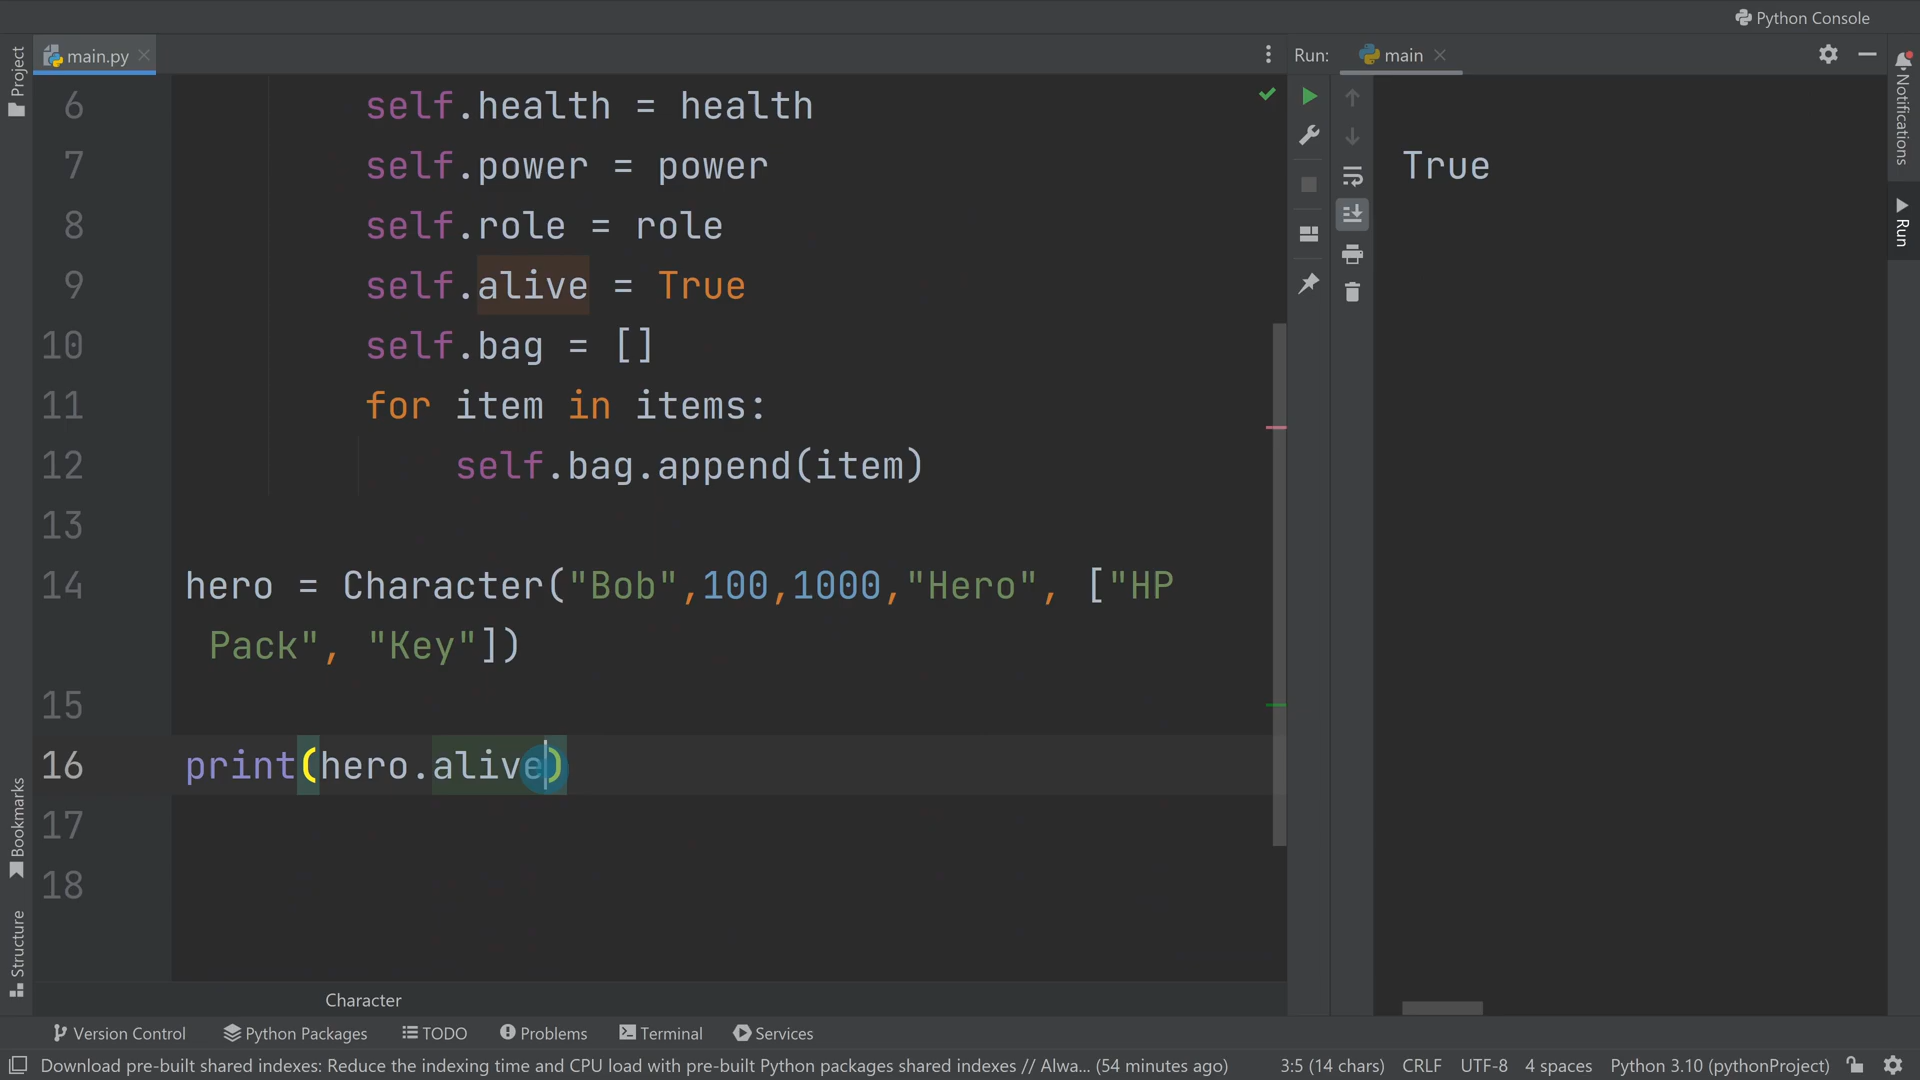 Python Console
Project
main.py
Run:
main
Notifications
Run
6 self.health = health
7 self.power = power
8 self.role = role
9 self.alive = True
10 self.bag = []
11 for item in items:
12 self.bag.append(item)
13
14 hero = Character("Bob",100,1000,"Hero", ["HP
Pack", "Key"])
15
16 print(hero.alive)
17
18
True
Bookmarks
Structure
Character
Version Control
Python Packages
TODO
Problems
Terminal
Services
Download pre-built shared indexes: Reduce the indexing time and CPU load with pre-built Python packages shared indexes // Alwa... (54 minutes ago)
3:5 (14 chars)
CRLF
UTF-8
4 spaces
Python 3.10 (pythonProject)